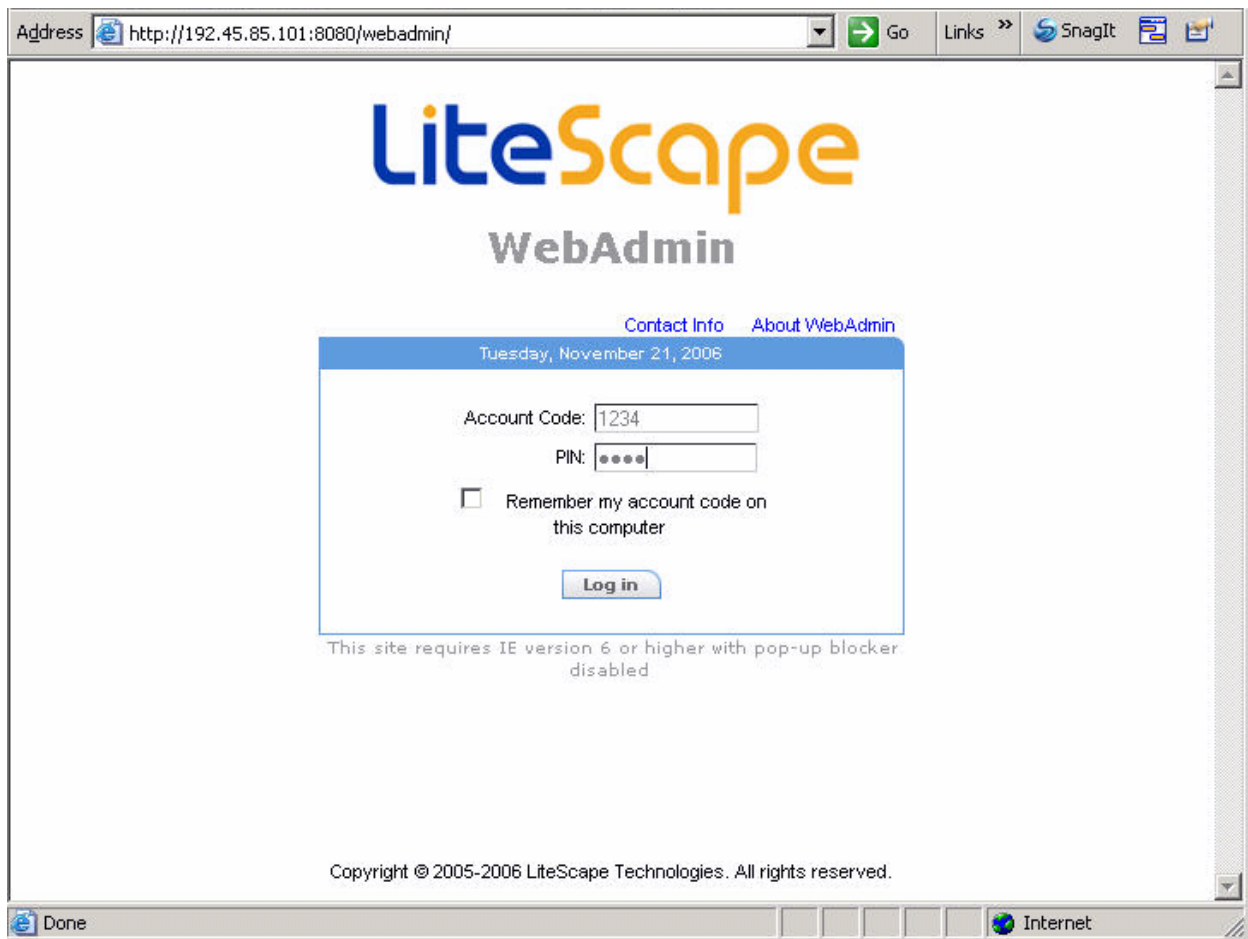 Address http://192.45.85.101:8080/webadmin/ Go Links » SnagIt
LiteScape
WebAdmin
Contact Info About WebAdmin
Tuesday, November 21, 2006
Account Code: 1234
PIN: ●●●●
Remember my account code on
this computer
Log in
This site requires IE version 6 or higher with pop-up blocker
disabled
Copyright © 2005-2006 LiteScape Technologies. All rights reserved.
Done Internet